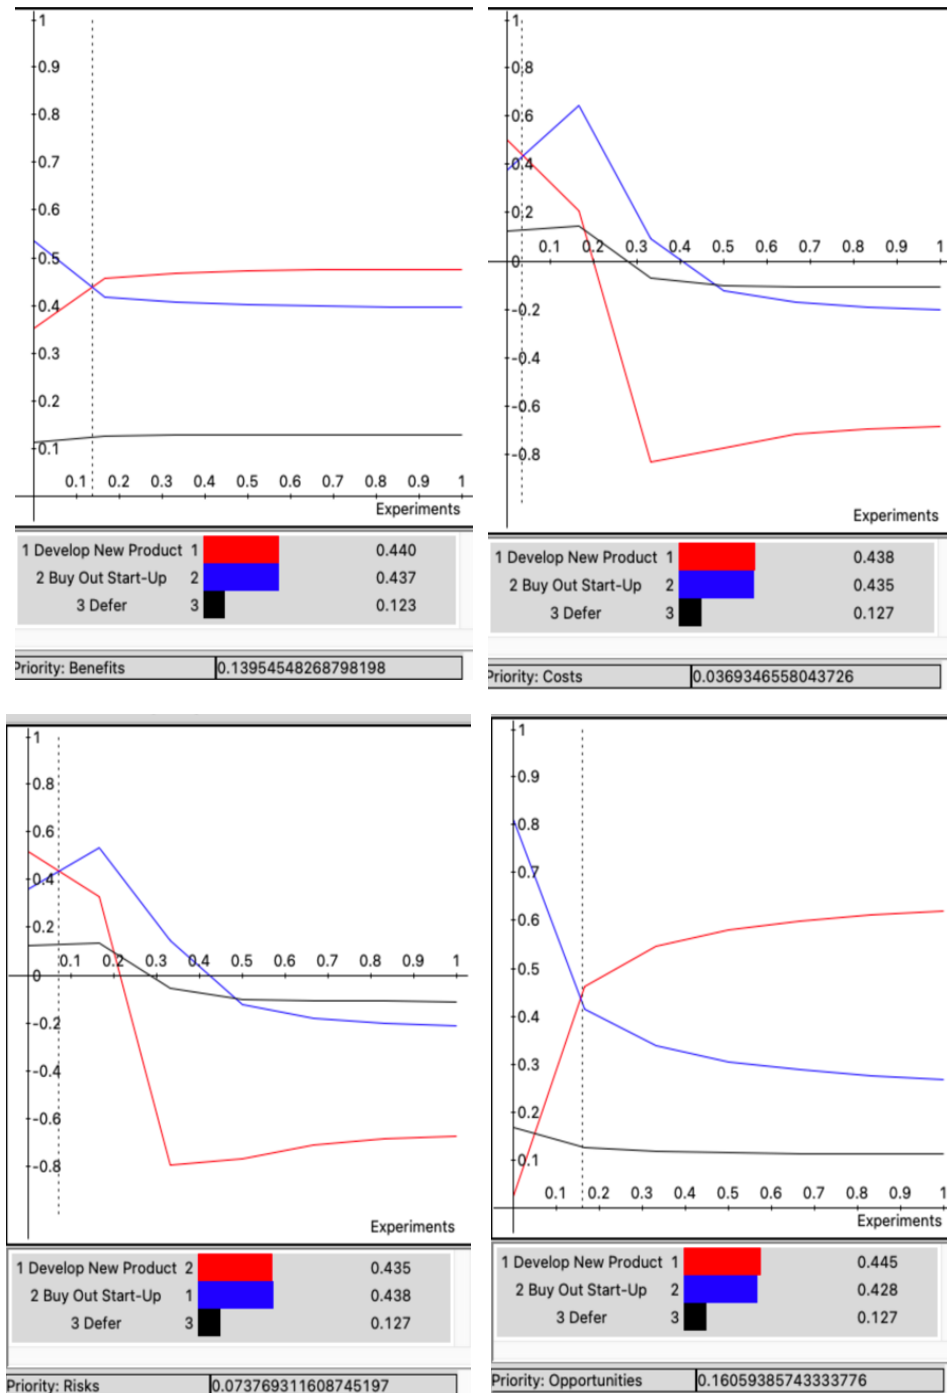 1
0.9
0.8
0.7
0.6
0.5
0.4
0.3
0.2
0.1
0.1 0.2 0.3 0.4 0.5 0.6 0.7 0.8 0.9 1
Experiments
1 Develop New Product 1 0.440
2 Buy Out Start-Up 2 0.437
3 Defer 3 0.123
Priority: Benefits 0.13954548268798198
1
0.8
0.6
0.4
0.2
0.1 0.2 0.3 0.4 0.5 0.6 0.7 0.8 0.9 1
0
-0.2
-0.4
-0.6
-0.8
Experiments
1 Develop New Product 1 0.438
2 Buy Out Start-Up 2 0.435
3 Defer 3 0.127
Priority: Costs 0.0369346558043726
1
0.8
0.6
0.4
0.2
0.1 0.2 0.3 0.4 0.5 0.6 0.7 0.8 0.9 1
0
-0.2
-0.4
-0.6
-0.8
Experiments
1 Develop New Product 2 0.435
2 Buy Out Start-Up 1 0.438
3 Defer 3 0.127
Priority: Risks 0.073769311608745197
1
0.9
0.8
0.7
0.6
0.5
0.4
0.3
0.2
0.1
0.1 0.2 0.3 0.4 0.5 0.6 0.7 0.8 0.9 1
Experiments
1 Develop New Product 1 0.445
2 Buy Out Start-Up 2 0.428
3 Defer 3 0.127
Priority: Opportunities 0.16059385743333776